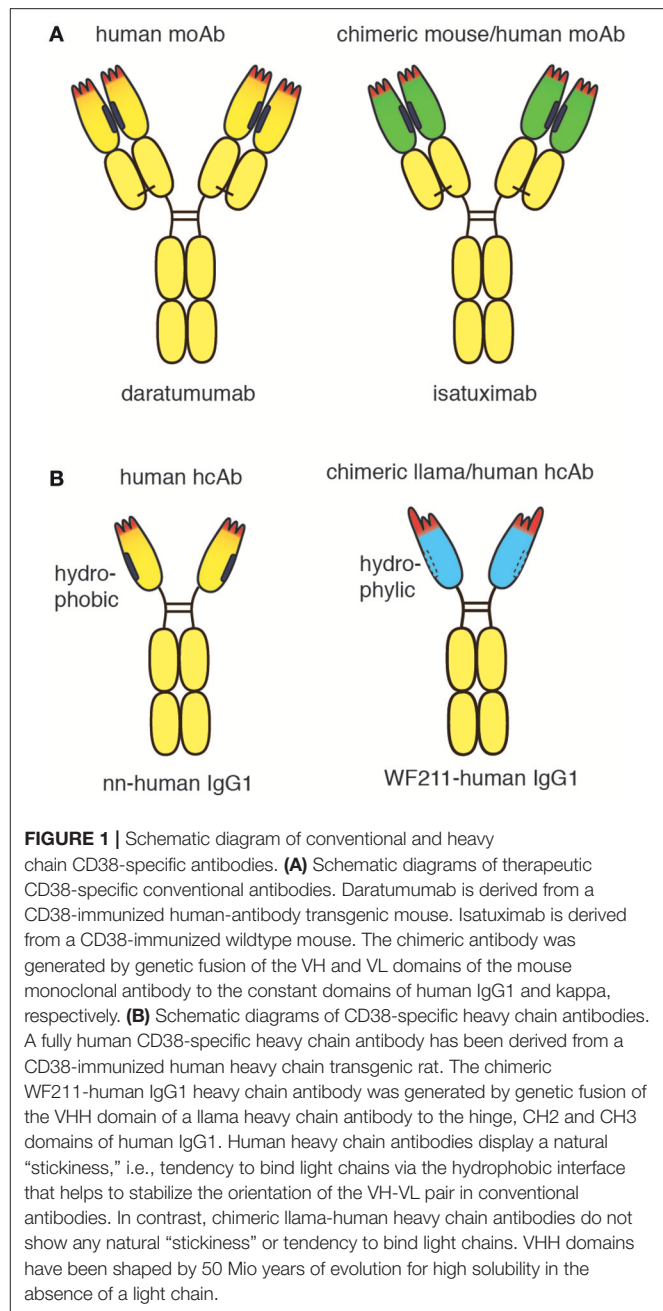 A
human moAb
chimeric mouse/human moAb
daratumumab
isatuximab
B
human hcAb
chimeric llama/human hcAb
hydro-
phobic
hydro-
phylic
nn-human IgG1
WF211-human IgG1
FIGURE 1 | Schematic diagram of conventional and heavy
chain CD38-specific antibodies. (A) Schematic diagrams of therapeutic
CD38-specific conventional antibodies. Daratumumab is derived from a
CD38-immunized human-antibody transgenic mouse. Isatuximab is derived
from a CD38-immunized wildtype mouse. The chimeric antibody was
generated by genetic fusion of the VH and VL domains of the mouse
monoclonal antibody to the constant domains of human IgG1 and kappa,
respectively. (B) Schematic diagrams of CD38-specific heavy chain antibodies.
A fully human CD38-specific heavy chain antibody has been derived from a
CD38-immunized human heavy chain transgenic rat. The chimeric
WF211-human IgG1 heavy chain antibody was generated by genetic fusion of
the VHH domain of a llama heavy chain antibody to the hinge, CH2 and CH3
domains of human IgG1. Human heavy chain antibodies display a natural
“stickiness,” i.e., tendency to bind light chains via the hydrophobic interface
that helps to stabilize the orientation of the VH-VL pair in conventional
antibodies. In contrast, chimeric llama-human heavy chain antibodies do not
show any natural “stickiness” or tendency to bind light chains. VHH domains
have been shaped by 50 Mio years of evolution for high solubility in the
absence of a light chain.